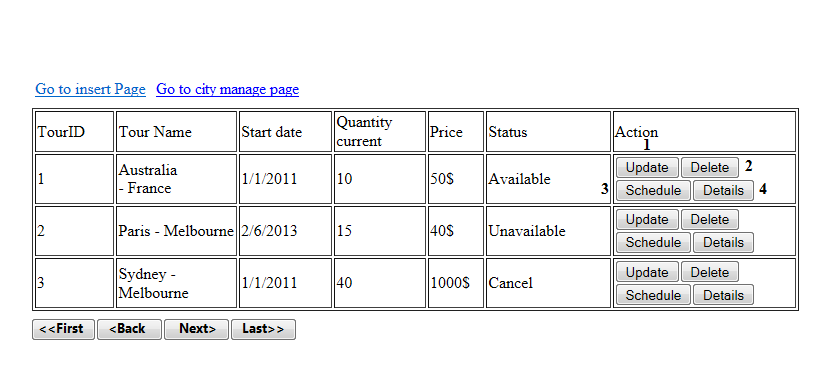 Go to insert Page Go to city manage page
TourID Tour Name Start date Quantity current Price Status Action
1
1 Australia - France 1/1/2011 10 50$ Available Update Delete 2
3 Schedule Details 4
2 Paris - Melbourne 2/6/2013 15 40$ Unavailable Update Delete
Schedule Details
3 Sydney - Melbourne 1/1/2011 40 1000$ Cancel Update Delete
Schedule Details
<<First <Back Next> Last>>